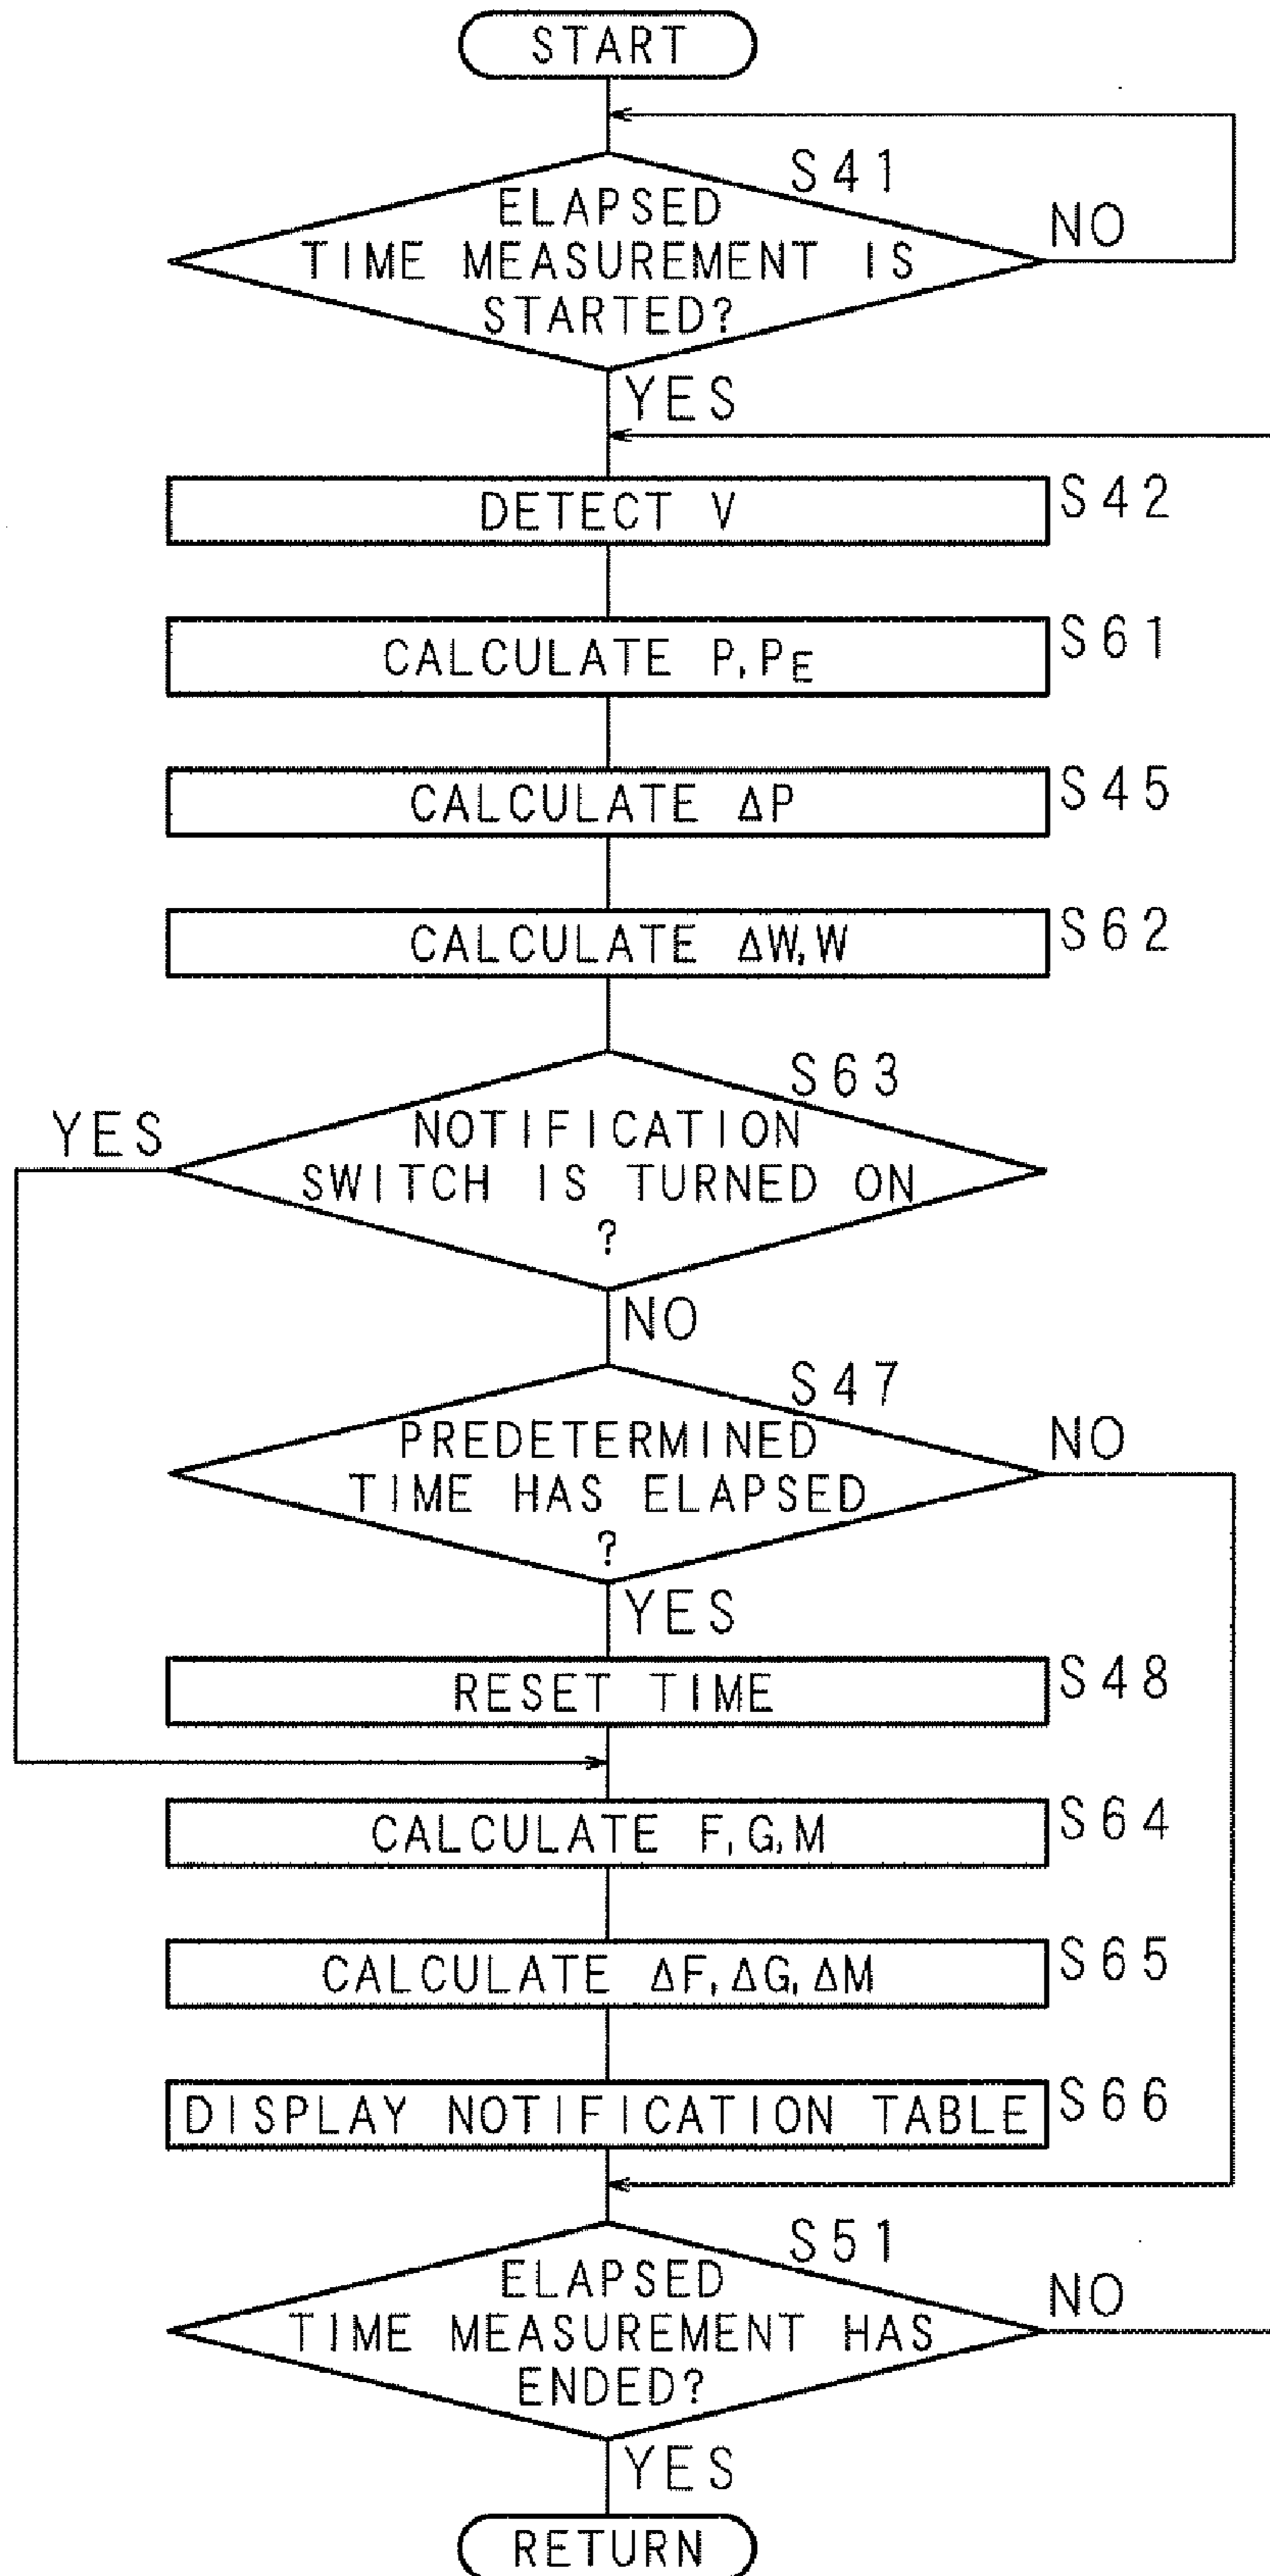 START
S41
ELAPSED
TIME MEASUREMENT IS
STARTED?
NO
YES
DETECT V
S42
CALCULATE P, PE
S61
CALCULATE ΔP
S45
CALCULATE ΔW, W
S62
S63
YES
NOTIFICATION
SWITCH IS TURNED ON
?
NO
S47
PREDETERMINED
TIME HAS ELAPSED
?
NO
YES
RESET TIME
S48
CALCULATE F, G, M
S64
CALCULATE ΔF, ΔG, ΔM
S65
DISPLAY NOTIFICATION TABLE
S66
S51
ELAPSED
TIME MEASUREMENT HAS
ENDED?
NO
YES
RETURN